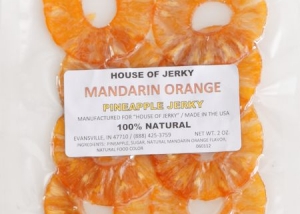 HOUSE OF JERKY
MANDARIN ORANGE
PINEAPPLE JERKY
MANUFACTURED FOR "HOUSE OF JERKY" / MADE IN THE USA
100% NATURAL
EVANSVILLE, IN 47710 / (888) 425-3759 NET WT. 2 OZ.
INGREDIENTS: PINEAPPLE, SUGAR, NATURAL MANDARIN ORANGE FLAVOR,
NATURAL FOOD COLOR